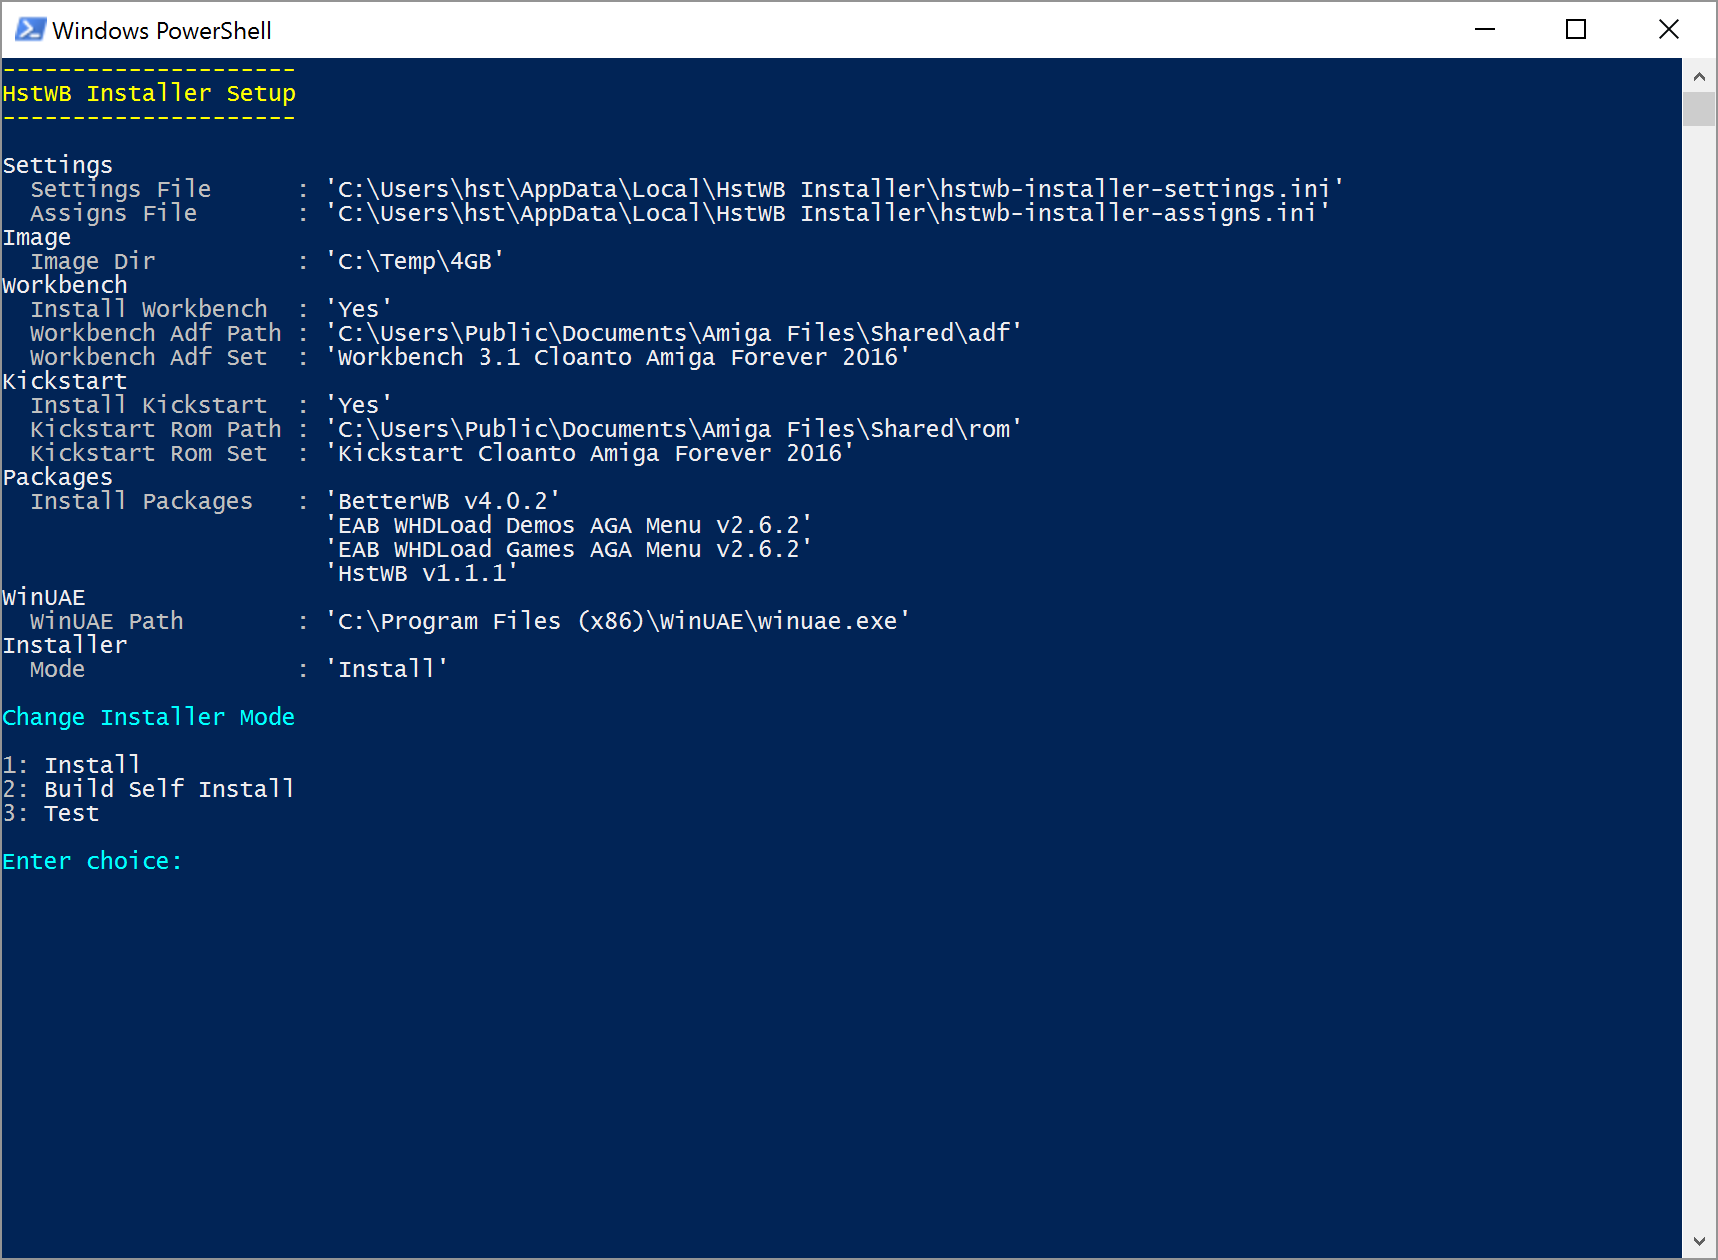 Windows PowerShell
---------------------
HstWB Installer Setup
---------------------
Settings
  Settings File      : 'C:\Users\hst\AppData\Local\HstWB Installer\hstwb-installer-settings.ini'
  Assigns File       : 'C:\Users\hst\AppData\Local\HstWB Installer\hstwb-installer-assigns.ini'
Image
  Image Dir          : 'C:\Temp\4GB'
Workbench
  Install Workbench  : 'Yes'
  Workbench Adf Path : 'C:\Users\Public\Documents\Amiga Files\Shared\adf'
  Workbench Adf Set  : 'Workbench 3.1 Cloanto Amiga Forever 2016'
Kickstart
  Install Kickstart  : 'Yes'
  Kickstart Rom Path : 'C:\Users\Public\Documents\Amiga Files\Shared\rom'
  Kickstart Rom Set  : 'Kickstart Cloanto Amiga Forever 2016'
Packages
  Install Packages   : 'BetterWB v4.0.2'
                       'EAB WHDLoad Demos AGA Menu v2.6.2'
                       'EAB WHDLoad Games AGA Menu v2.6.2'
                       'HstWB v1.1.1'
WinUAE
  WinUAE Path        : 'C:\Program Files (x86)\WinUAE\winuae.exe'
Installer
  Mode               : 'Install'
Change Installer Mode
1: Install
2: Build Self Install
3: Test
Enter choice: